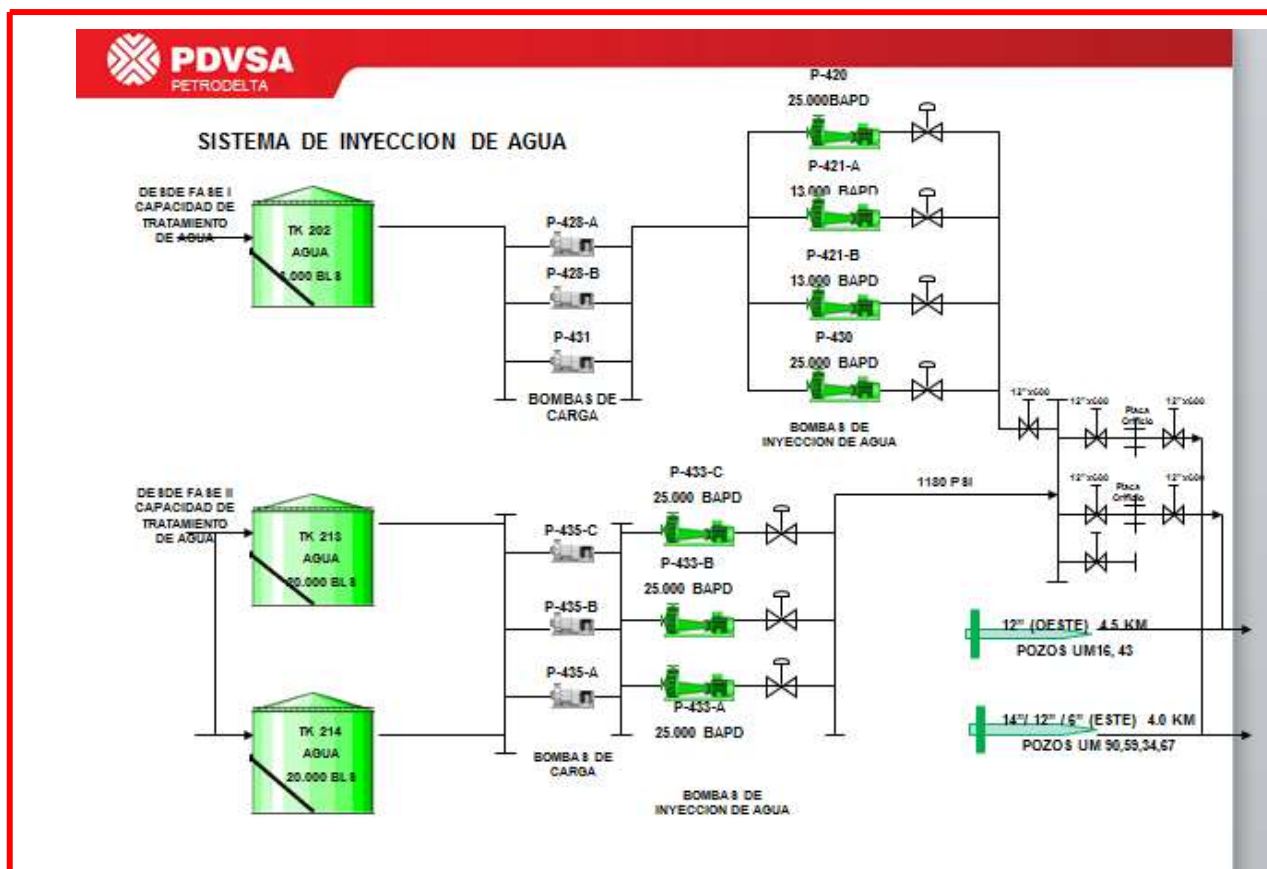 PDVSA
PETRODELTA
SISTEMA DE INYECCION DE AGUA
DESDE FASE I
CAPACIDAD DE
TRATAMIENTO
DE AGUA
TK 202
AGUA
000 BLS
P-428-A
P-428-B
P-431
BOMBAS DE
CARGA
P-420
25.000BAPD
P-421-A
13.000 BAPD
P-421-B
13.000 BAPD
P-430
25.000 BAPD
BOMBAS DE
INYECCION DE AGUA
12"x600
12"x600
Placa
Orificio
12"x600
12"x600
Placa
Orificio
12"x600
DESDE FASE II
CAPACIDAD DE
TRATAMIENTO
DE AGUA
TK 213
AGUA
20.000 BLS
TK 214
AGUA
20.000 BLS
P-435-C
P-435-B
P-435-A
BOMBAS DE
CARGA
P-433-C
25.000 BAPD
P-433-B
25.000 BAPD
P-433-A
25.000 BAPD
BOMBAS DE
INYECCION DE AGUA
1180 PSI
12" (OESTE) 4.5 KM
POZOS UM16, 43
14"/ 12" / 6" (ESTE) 4.0 KM
POZOS UM 90,59,34,67